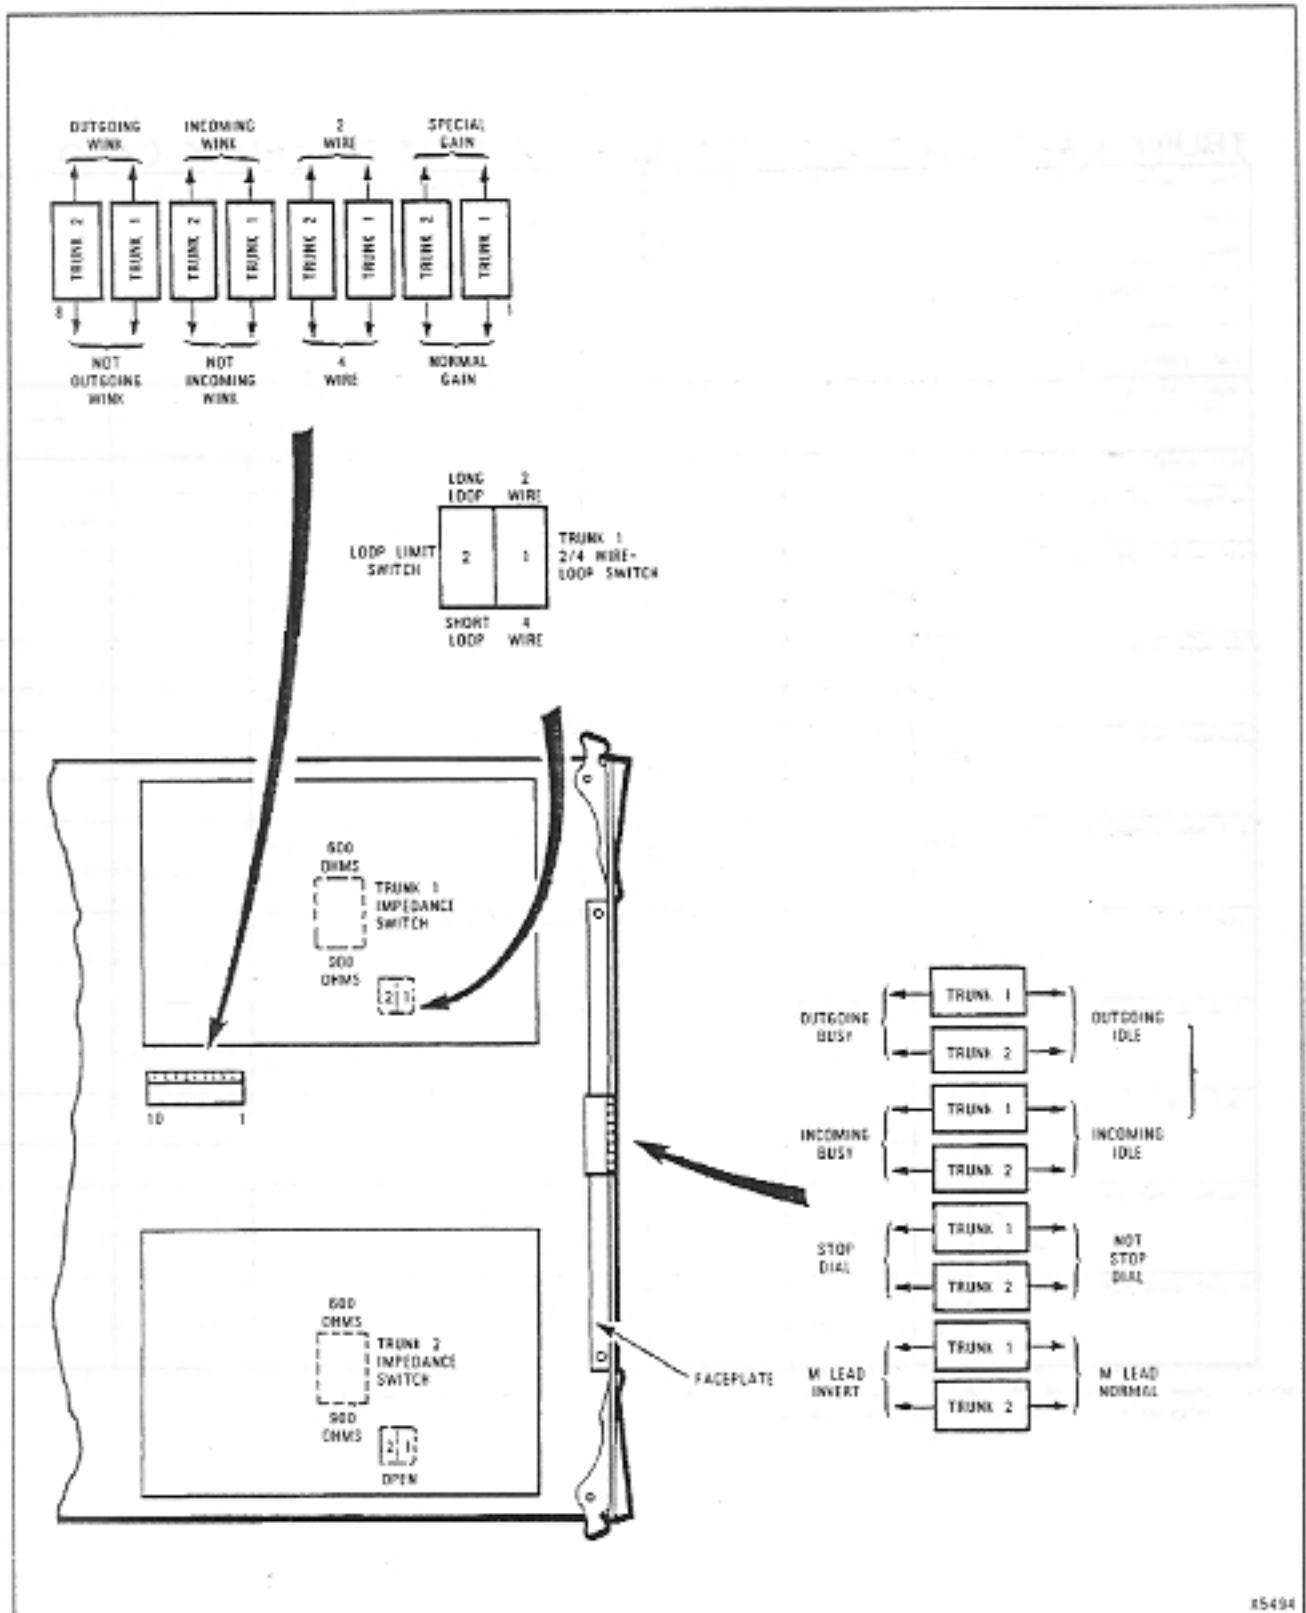 OUTGOING
WINK
INCOMING
WINK
2
WIRE
SPECIAL
GAIN
TRUNK 2
TRUNK 1
TRUNK 2
TRUNK 1
TRUNK 2
TRUNK 1
TRUNK 2
TRUNK 1
8
1
NOT
OUTGOING
WINK
NOT
INCOMING
WINK
4
WIRE
NORMAL
GAIN
LONG
LOOP
2
WIRE
LOOP LIMIT
SWITCH
2
1
TRUNK 1
2/4 WIRE-
LOOP SWITCH
SHORT
LOOP
4
WIRE
600
OHMS
TRUNK 1
IMPEDANCE
SWITCH
900
OHMS
2 1
10
1
600
OHMS
TRUNK 2
IMPEDANCE
SWITCH
900
OHMS
2 1
OPEN
FACEPLATE
OUTGOING
BUSY
TRUNK 1
TRUNK 2
OUTGOING
IDLE
INCOMING
BUSY
TRUNK 1
TRUNK 2
INCOMING
IDLE
STOP
DIAL
TRUNK 1
TRUNK 2
NOT
STOP
DIAL
M LEAD
INVERT
TRUNK 1
TRUNK 2
M LEAD
NORMAL
X5494